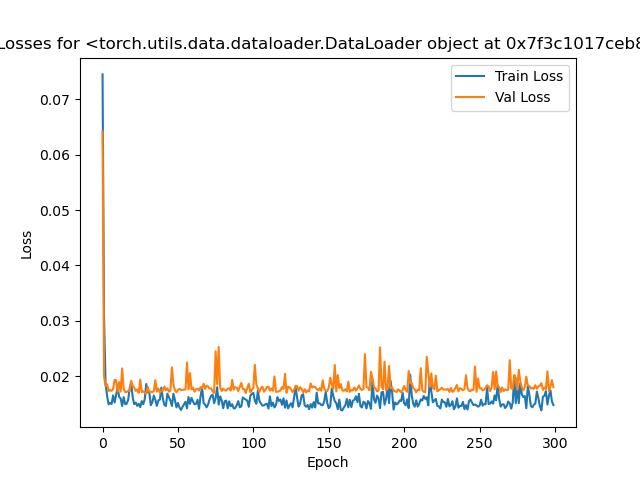 Losses for <torch.utils.data.dataloader.DataLoader object at 0x7f3c1017ceb8
Train Loss
Val Loss
0.07
0.06
0.05
0.04
0.03
0.02
Loss
0
50
100
150
200
250
300
Epoch